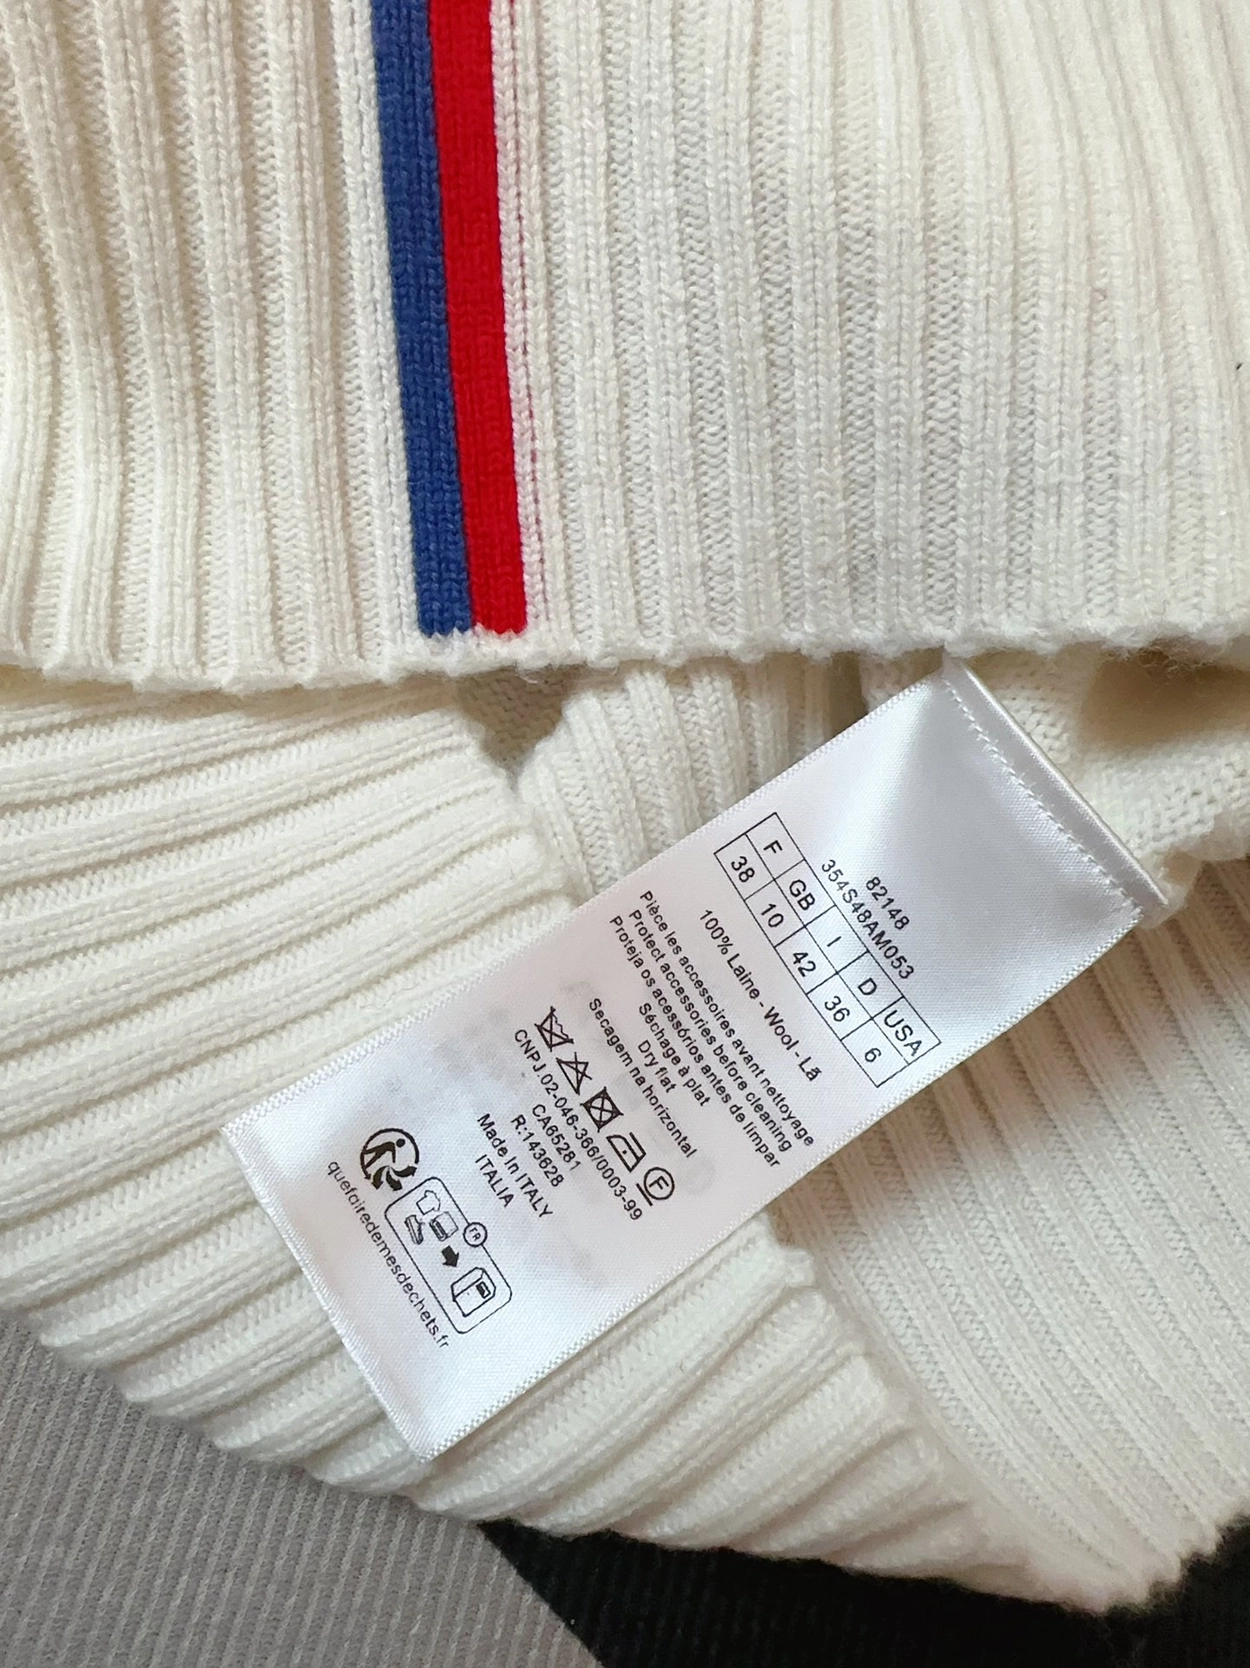 82148
354S48AM053
F GB I D USA
38 10 42 36 6
100% Laine - Wool - Lã
Pièce les accessoires avant nettoyage
Protect accessories before cleaning
Proteja os acessórios antes de limpar
Séchage à plat
Dry flat
Secagem na horizontal
F
CNPJ.02-046-366/0003-99
CA65281
R:143628
Made In ITALY
ITALIA
FR
quefairedemesdechets.fr